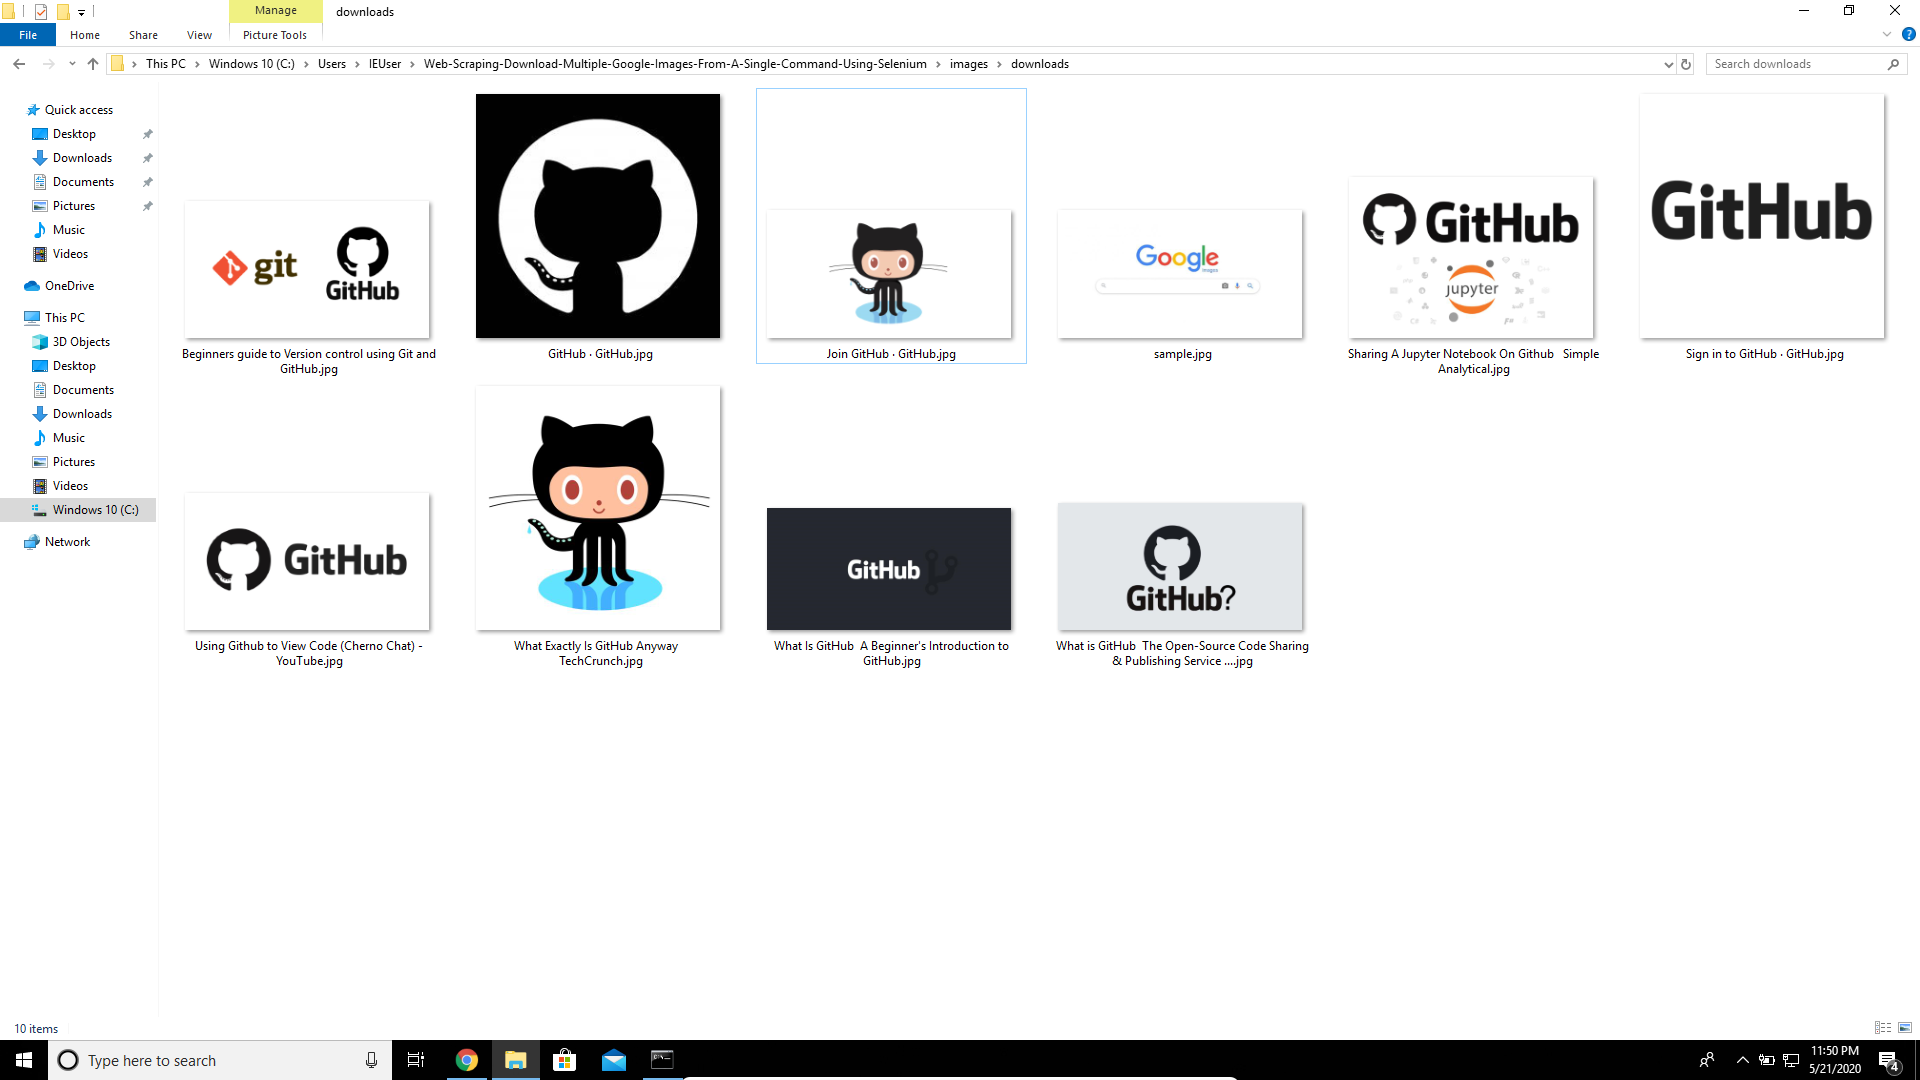 Manage
downloads
File
Home
Share
View
Picture Tools
This PC
Windows 10 (C:)
Users
IEUser
Web-Scraping-Download-Multiple-Google-Images-From-A-Single-Command-Using-Selenium
images
downloads
Search downloads
Quick access
Desktop
Downloads
Documents
Pictures
Music
Videos
OneDrive
This PC
3D Objects
Desktop
Documents
Downloads
Music
Pictures
Videos
Windows 10 (C:)
Network
git
GitHub
Beginners guide to Version control using Git and
GitHub.jpg
GitHub · GitHub.jpg
Join GitHub · GitHub.jpg
Google
images
sample.jpg
GitHub
jupyter
Sharing A Jupyter Notebook On Github   Simple
Analytical.jpg
GitHub
Sign in to GitHub · GitHub.jpg
GitHub
Using Github to View Code (Cherno Chat) -
YouTube.jpg
What Exactly Is GitHub Anyway
TechCrunch.jpg
GitHub
What Is GitHub  A Beginner's Introduction to
GitHub.jpg
GitHub?
What is GitHub  The Open-Source Code Sharing
& Publishing Service ....jpg
10 items
Type here to search
11:50 PM
5/21/2020
4